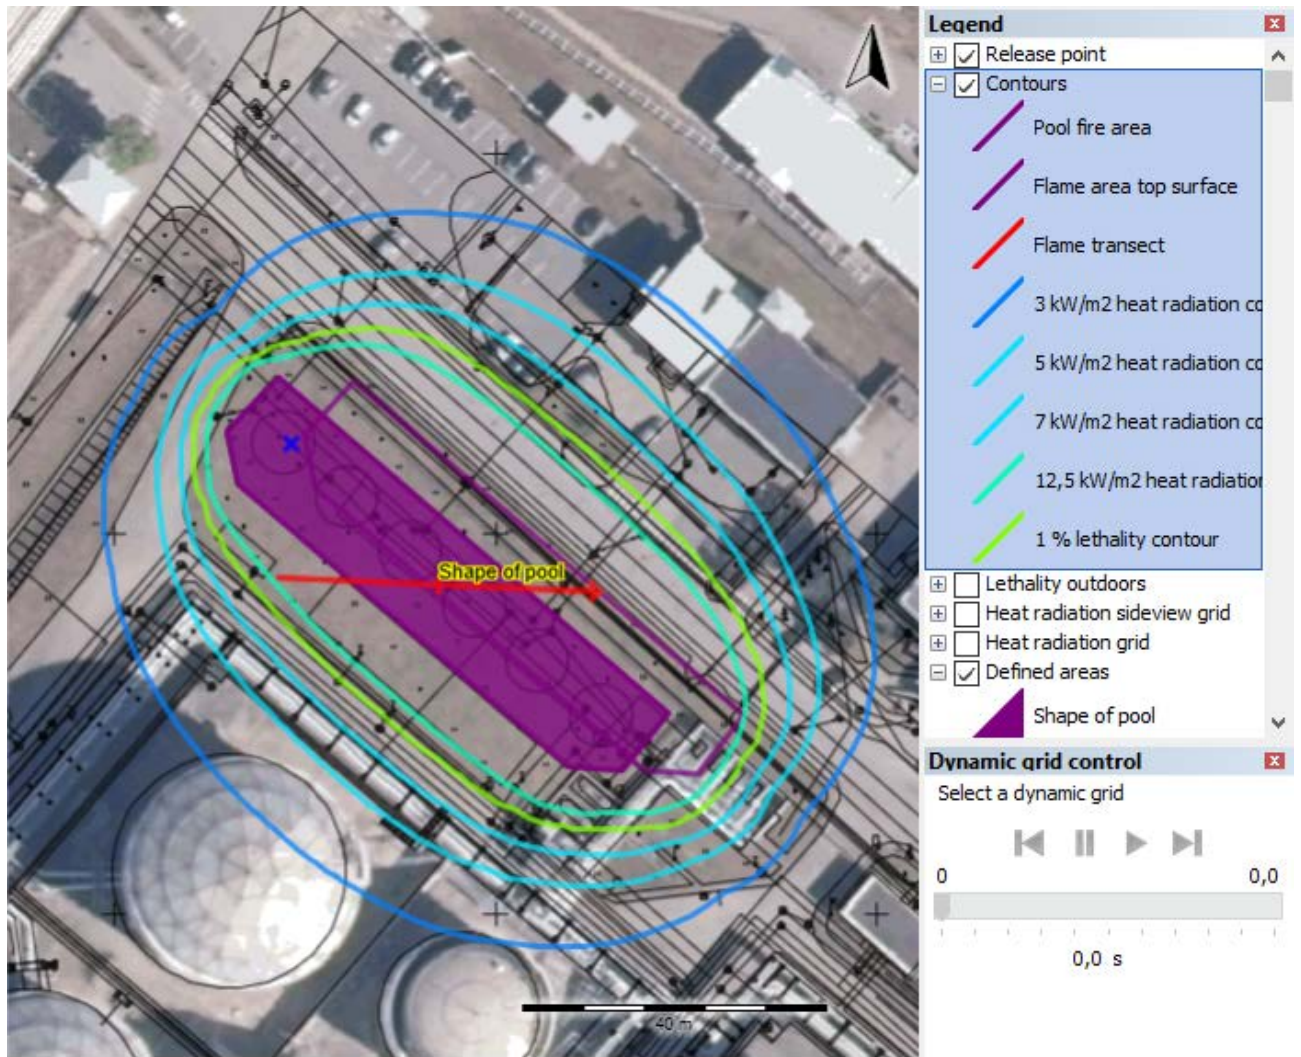 Shape of pool
40 m
Legend
Release point
Contours
Pool fire area
Flame area top surface
Flame transect
3 kW/m2 heat radiation co
5 kW/m2 heat radiation co
7 kW/m2 heat radiation co
12,5 kW/m2 heat radiation
1 % lethality contour
Lethality outdoors
Heat radiation sideview grid
Heat radiation grid
Defined areas
Shape of pool
Dynamic grid control
Select a dynamic grid
0 0,0
0,0 s